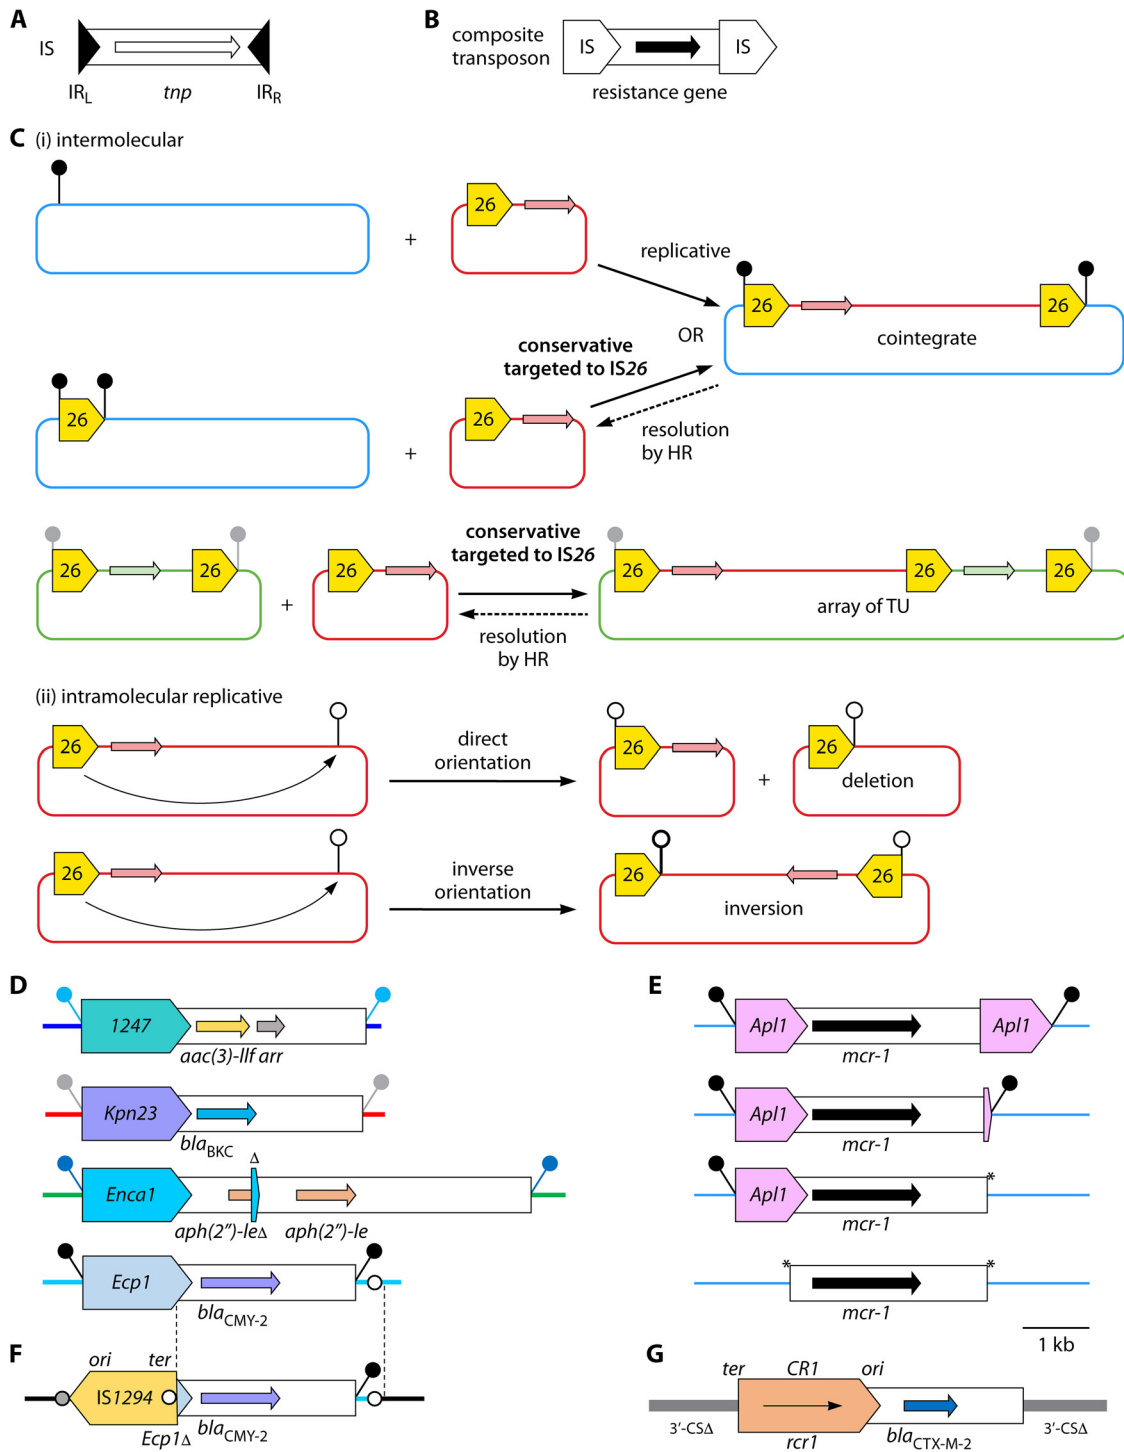 A
IS
IRL
tnp
IRR
B
composite
transposon
IS
IS
resistance gene
C (i) intermolecular
26
+
replicative
26
26
cointegrate
OR
conservative
targeted to IS26
26
26
+
resolution
by HR
conservative
targeted to IS26
26
26
26
26
26
26
+
array of TU
resolution
by HR
(ii) intramolecular replicative
26
direct
orientation
26
26
+
deletion
26
inverse
orientation
26
26
inversion
D
1247
aac(3)-IIf arr
Kpn23
blaBKC
Δ
Enca1
aph(2″)-IeΔ
aph(2″)-Ie
Ecp1
blaCMY-2
E
Apl1
Apl1
mcr-1
Apl1
mcr-1
Apl1
*
mcr-1
*
*
mcr-1
1 kb
F
ori
ter
IS1294
Ecp1Δ
blaCMY-2
G
ter
CR1
ori
3′-CSΔ
rcr1
blaCTX-M-2
3′-CSΔ